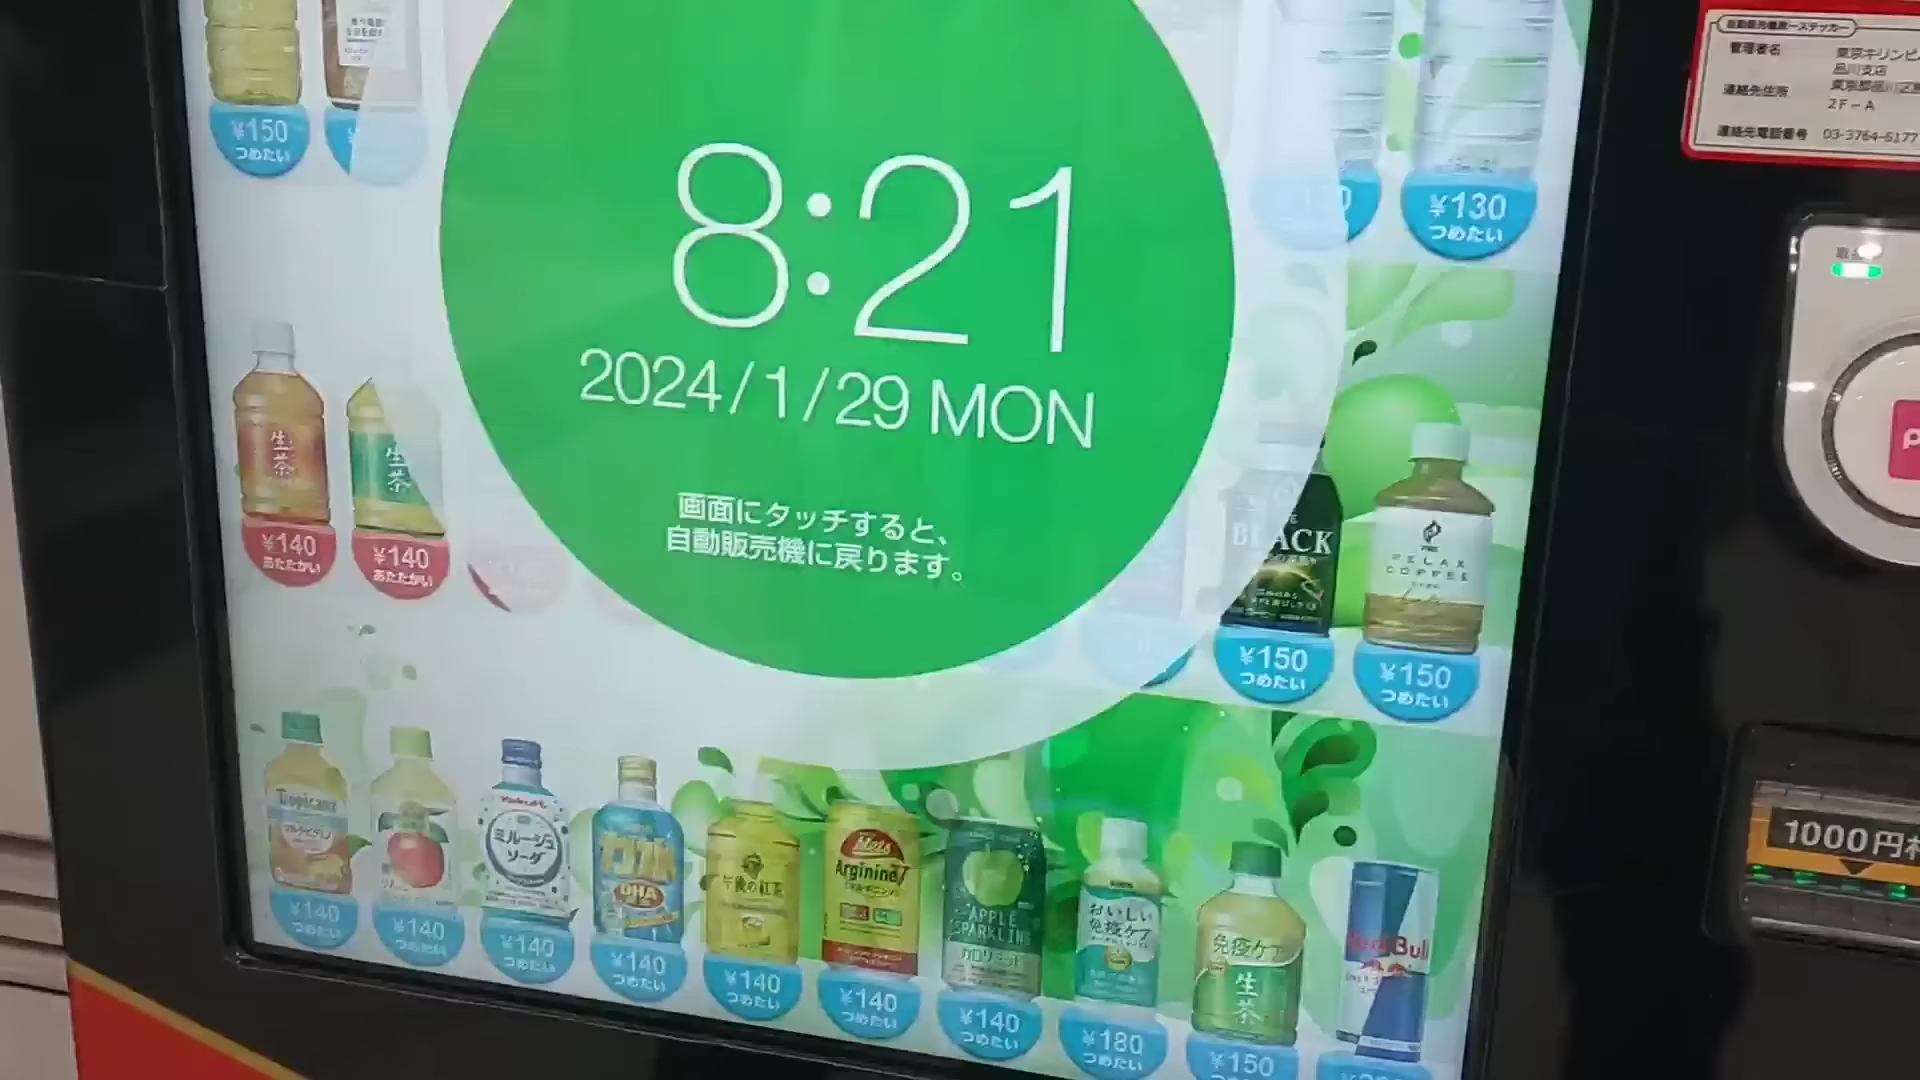 ¥150
つめたい
¥130
つめたい
8:21
2024/1/29 MON
画面にタッチすると、
自動販売機に戻ります。
自動販売機統一ステッカー
管理者名
東京キリンビ
品川支店
連絡先住所
東京都品川区
2F-A
連絡先電話番号 03-3764-6177
生茶
¥140
あたたかい
生茶
¥140
あたたかい
BLACK
¥150
つめたい
RELAX
COFFEE
¥150
つめたい
1000円札
Tropicana
¥140
つめたい
¥140
つめたい
Yakult
ミルージュ
ソーダ
¥140
つめたい
DHA
¥140
つめたい
午後の紅茶
¥140
つめたい
Mets
Arginine V
¥140
つめたい
APPLE
SPARKLING
カロリミット
¥140
つめたい
おいしい
免疫ケア
¥180
つめたい
免疫ケア
生茶
¥150
Red Bull